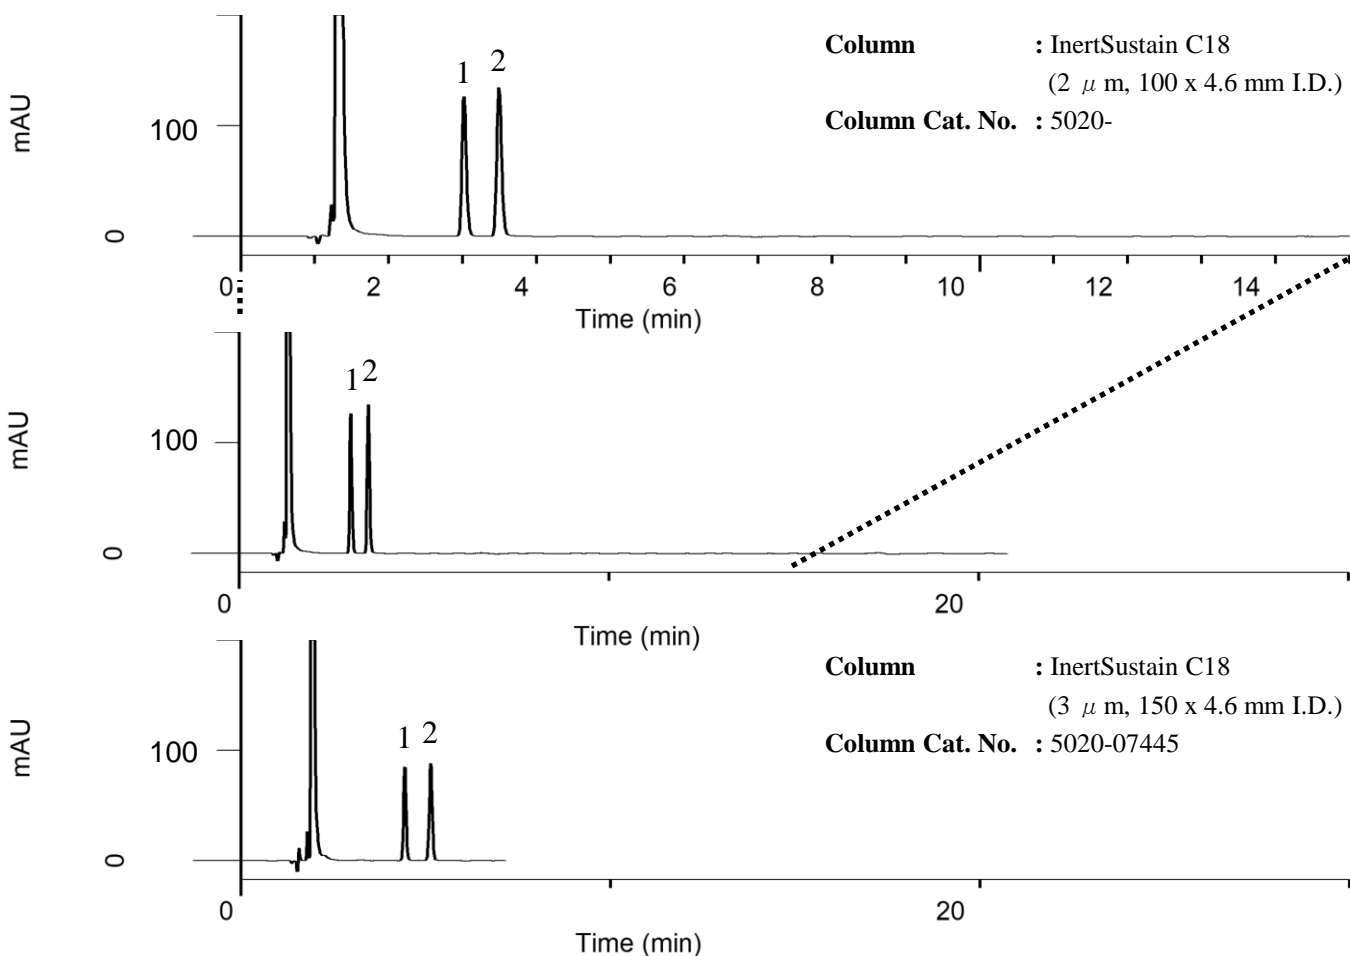 Column : InertSustain C18
(2 μm, 100 x 4.6 mm I.D.)
Column Cat. No. : 5020-
mAU
100
0
1 2
0 2 4 6 8 10 12 14
Time (min)
mAU
100
0
1 2
0 20
Time (min)
Column : InertSustain C18
(3 μm, 150 x 4.6 mm I.D.)
Column Cat. No. : 5020-07445
mAU
100
0
1 2
0 20
Time (min)